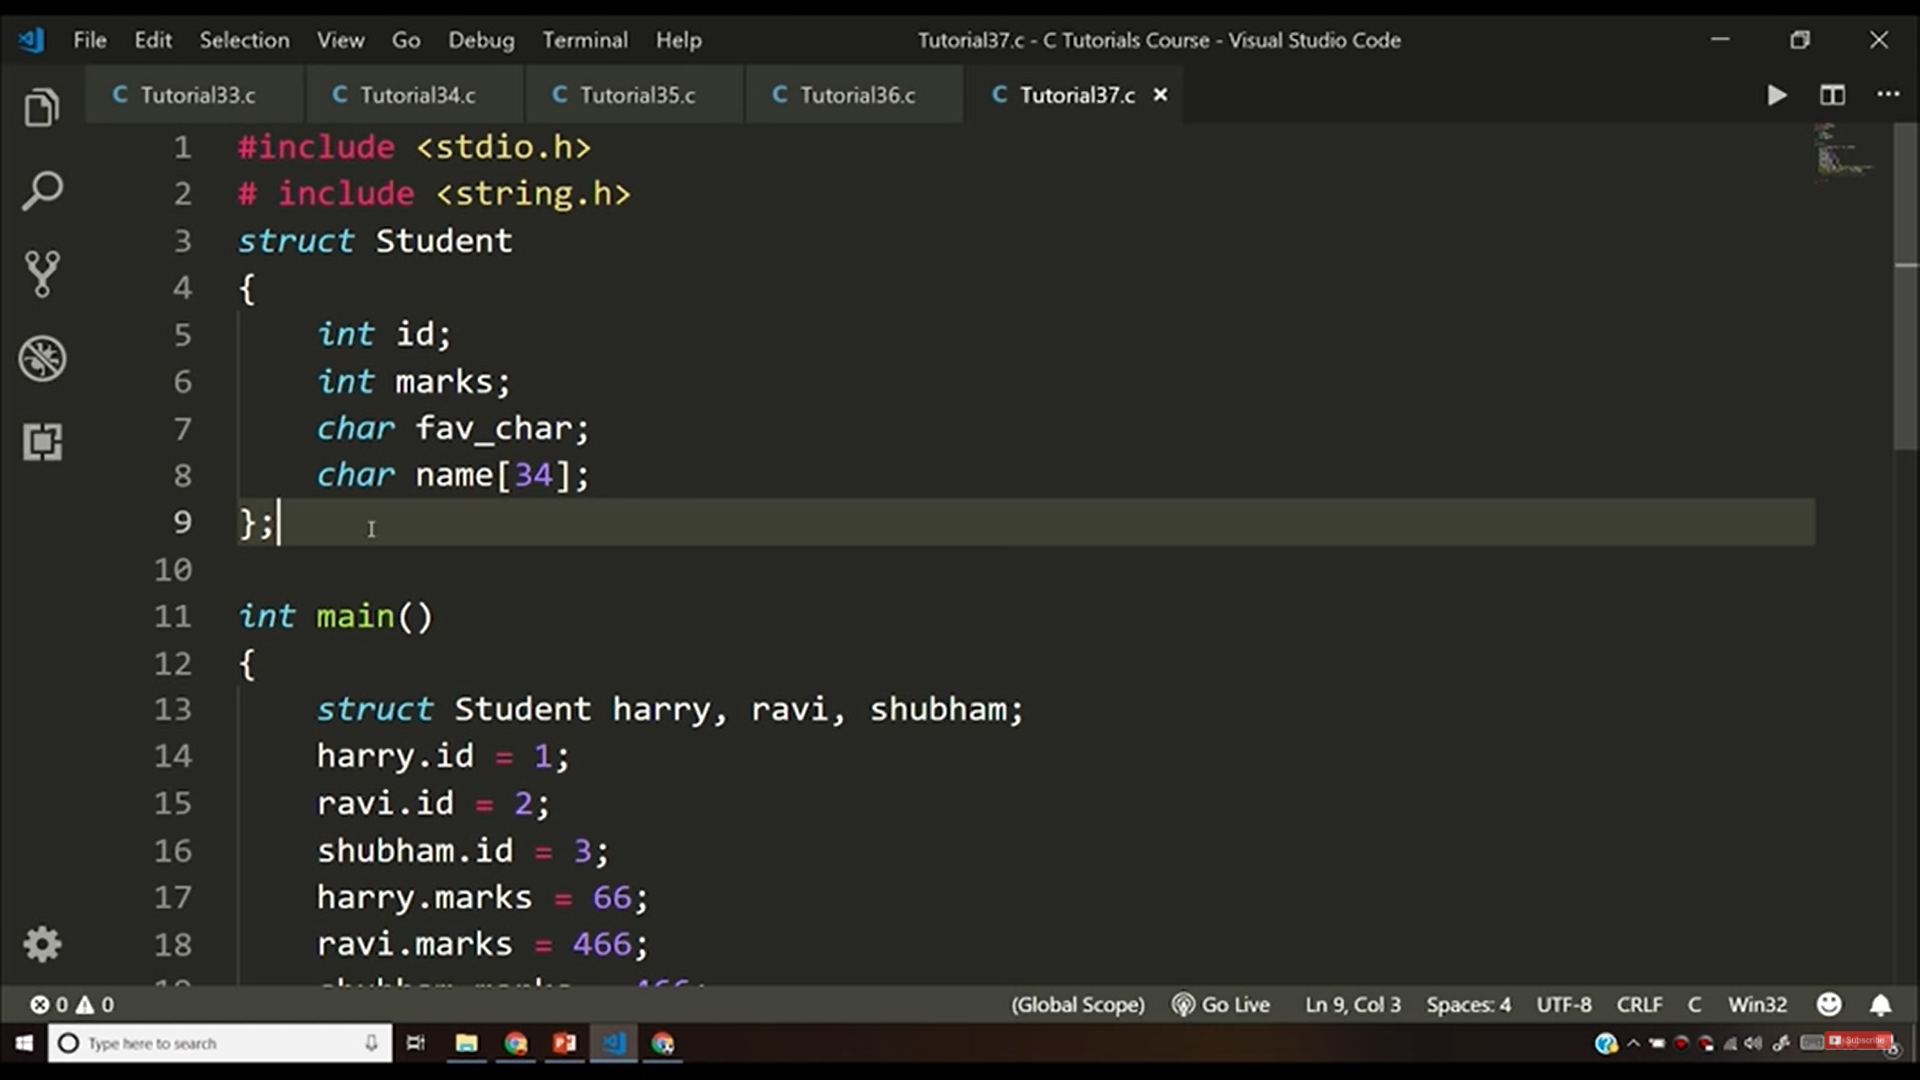 File Edit Selection View Go Debug Terminal Help Tutorial37.c - C Tutorials Course - Visual Studio Code
C Tutorial33.c C Tutorial34.c C Tutorial35.c C Tutorial36.c C Tutorial37.c
1 #include <stdio.h>
2 # include <string.h>
3 struct Student
4 {
5 int id;
6 int marks;
7 char fav_char;
8 char name[34];
9 };
10
11 int main()
12 {
13 struct Student harry, ravi, shubham;
14 harry.id = 1;
15 ravi.id = 2;
16 shubham.id = 3;
17 harry.marks = 66;
18 ravi.marks = 466;
0 0 (Global Scope) Go Live Ln 9, Col 3 Spaces: 4 UTF-8 CRLF C Win32
Type here to search Subscribe